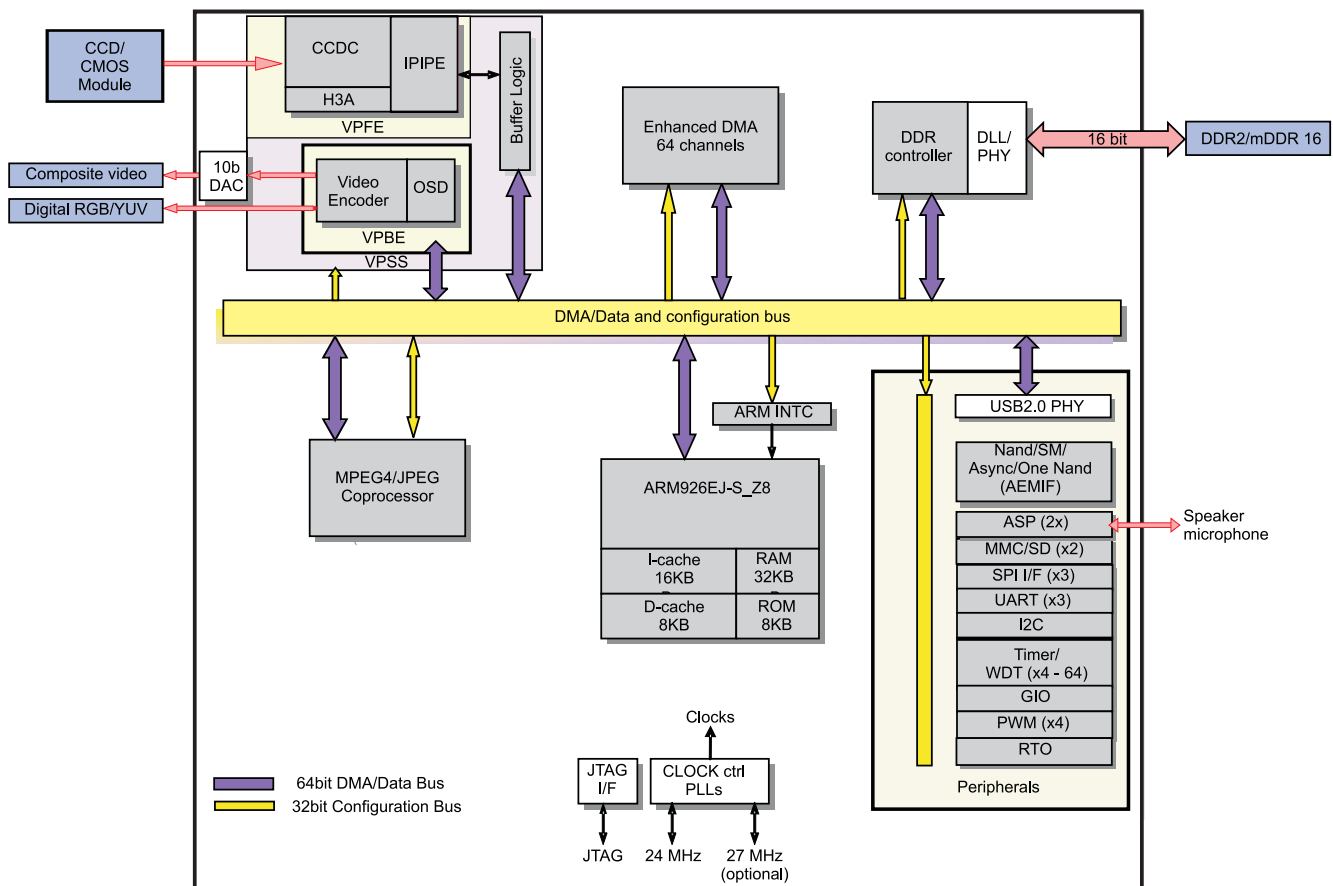 CCD/
CMOS
Module
CCDC
IPIPE
H3A
VPFE
Buffer Logic
Enhanced DMA
64 channels
DDR
controller
DLL/
PHY
16 bit
DDR2/mDDR 16
Composite video
10b
DAC
Digital RGB/YUV
Video
Encoder
OSD
VPBE
VPSS
DMA/Data and configuration bus
MPEG4/JPEG
Coprocessor
ARM INTC
ARM926EJ-S_Z8
I-cache
16KB
RAM
32KB
D-cache
8KB
ROM
8KB
USB2.0 PHY
Nand/SM/
Async/One Nand
(AEMIF)
ASP (2x)
Speaker
microphone
MMC/SD (x2)
SPI I/F (x3)
UART (x3)
I2C
Timer/
WDT (x4 - 64)
GIO
PWM (x4)
RTO
Peripherals
Clocks
JTAG
I/F
CLOCK ctrl
PLLs
JTAG
24 MHz
27 MHz
(optional)
64bit DMA/Data Bus
32bit Configuration Bus